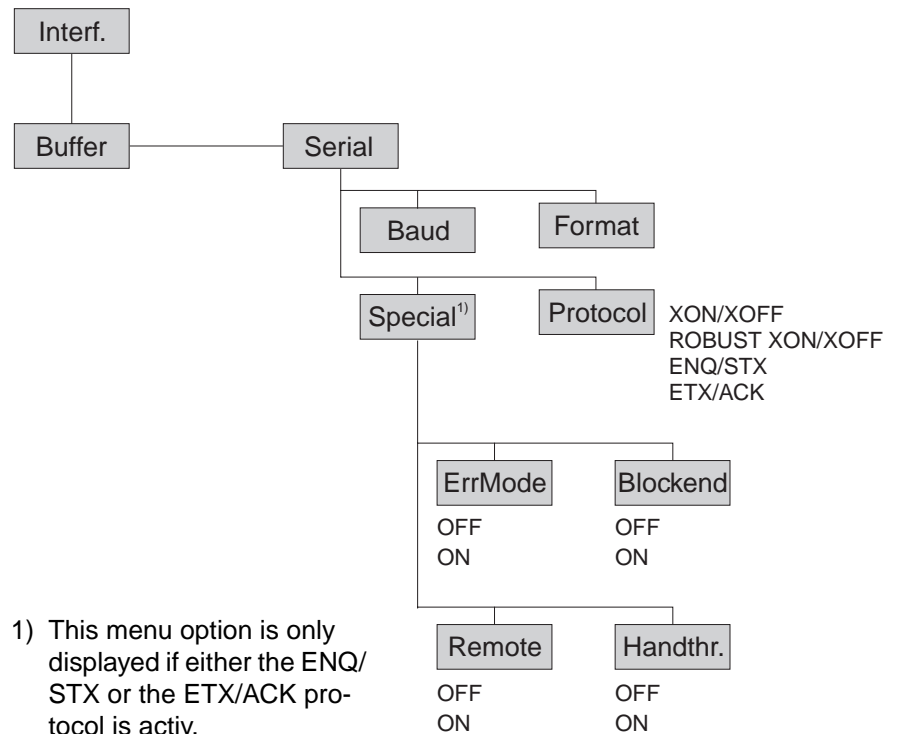 Interf.
Buffer
Serial
Baud
Format
Special1)
Protocol
XON/XOFF
ROBUST XON/XOFF
ENQ/STX
ETX/ACK
ErrMode
OFF
ON
Blockend
OFF
ON
Remote
OFF
ON
Handthr.
OFF
ON
1) This menu option is only
displayed if either the ENQ/
STX or the ETX/ACK pro-
tocol is activ.